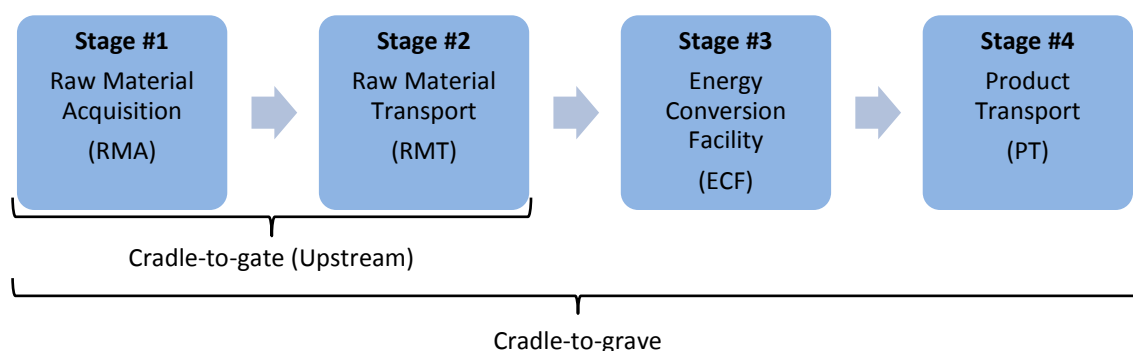 Stage #1
Raw Material
Acquisition
(RMA)
Stage #2
Raw Material
Transport
(RMT)
Stage #3
Energy
Conversion
Facility
(ECF)
Stage #4
Product
Transport
(PT)
Cradle-to-gate (Upstream)
Cradle-to-grave